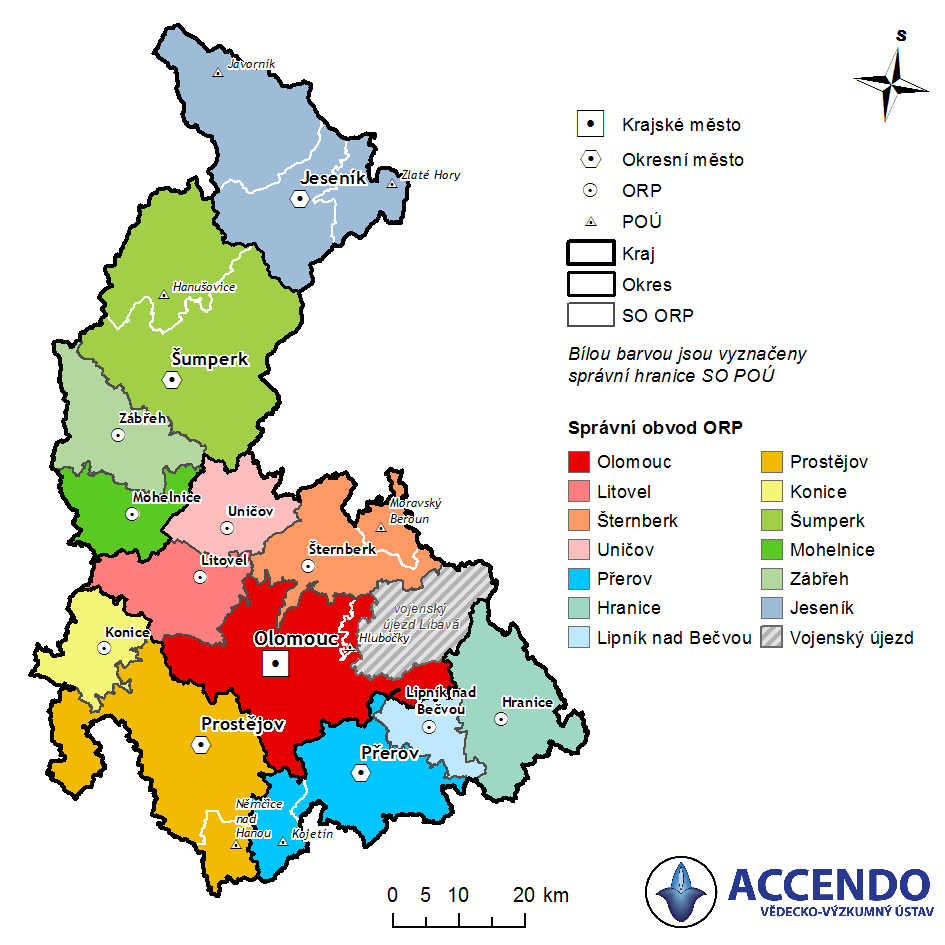 S
Javorník
Jeseník
Zlaté Hory
Hanušovice
Šumperk
Zábřeh
Mohelnice
Uničov
Moravský
Beroun
Šternberk
Litovel
vojenský
újezd Libavá
Konice
Olomouc
Hlubočky
Lipník nad
Bečvou
Hranice
Prostějov
Přerov
Němčice
nad
Hanou
Kojetín
Krajské město
Okresní město
ORP
POÚ
Kraj
Okres
SO ORP
Bílou barvou jsou vyznačeny
správní hranice SO POÚ
Správní obvod ORP
Olomouc
Prostějov
Litovel
Konice
Šternberk
Šumperk
Uničov
Mohelnice
Přerov
Zábřeh
Hranice
Jeseník
Lipník nad Bečvou
Vojenský újezd
0 5 10 20 km
ACCENDO
VĚDECKO-VÝZKUMNÝ ÚSTAV